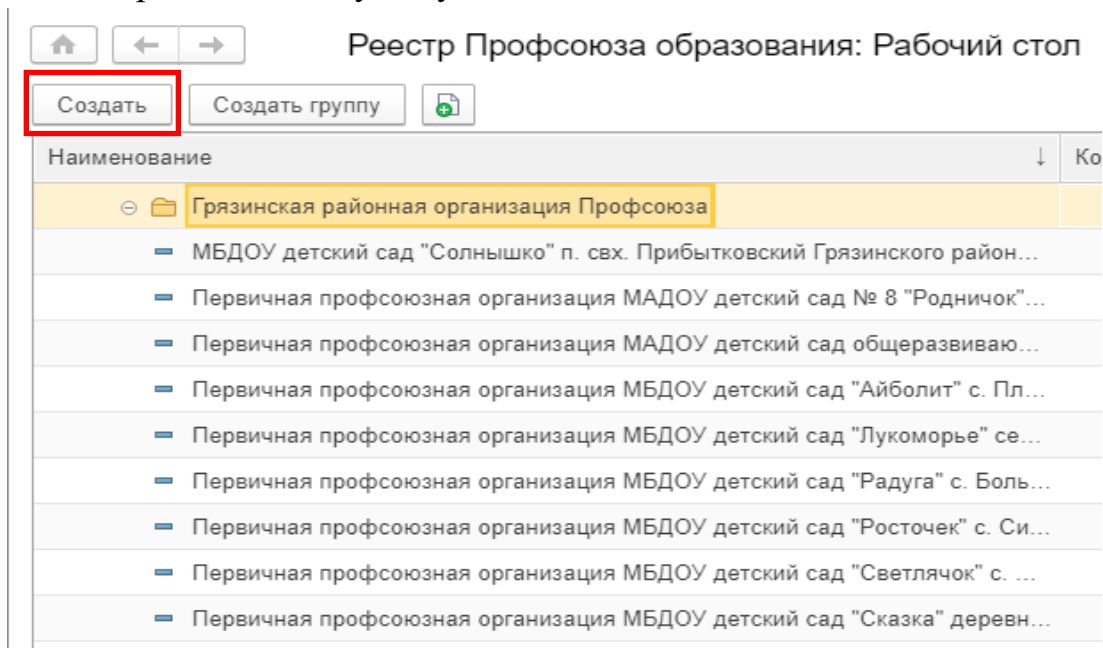 Реестр Профсоюза образования: Рабочий стол
Создать Создать группу
Наименование ↓ Ко
Грязинская районная организация Профсоюза
МБДОУ детский сад "Солнышко" п. свх. Прибытковский Грязинского район...
Первичная профсоюзная организация МАДОУ детский сад № 8 "Родничок"...
Первичная профсоюзная организация МАДОУ детский сад общеразвиваю...
Первичная профсоюзная организация МБДОУ детский сад "Айболит" с. Пл...
Первичная профсоюзная организация МБДОУ детский сад "Лукоморье" се...
Первичная профсоюзная организация МБДОУ детский сад "Радуга" с. Боль...
Первичная профсоюзная организация МБДОУ детский сад "Росточек" с. Си...
Первичная профсоюзная организация МБДОУ детский сад "Светлячок" с. ...
Первичная профсоюзная организация МБДОУ детский сад "Сказка" деревн...